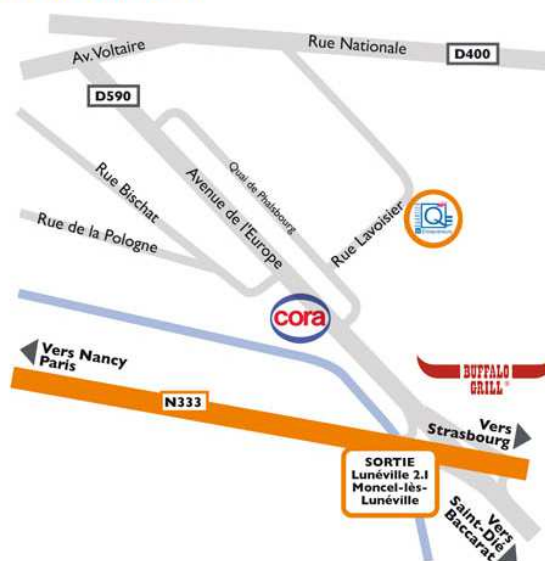 Av. Voltaire
Rue Nationale
D400
D590
Rue Bischat
Avenue de l'Europe
Quai de Phalsbourg
Rue de la Pologne
Rue Lavoisier
Q
cora
Vers Nancy
Paris
BUFFALO
GRILL®
N333
Vers
Strasbourg
SORTIE
Lunéville 2.1
Moncel-lès-
Lunéville
Vers
Saint-Dié
Baccarat